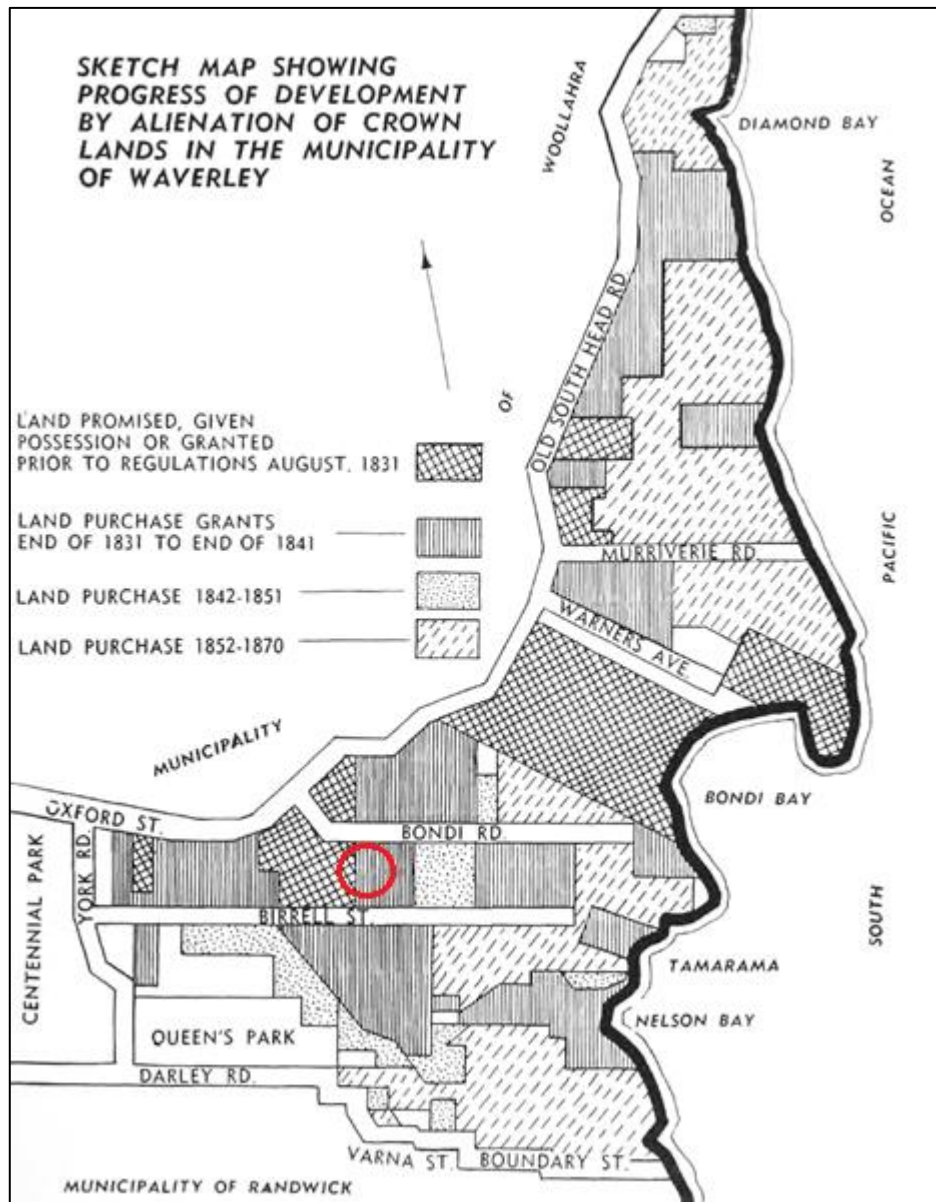 SKETCH MAP SHOWING
PROGRESS OF DEVELOPMENT
BY ALIENATION OF CROWN
LANDS IN THE MUNICIPALITY
OF WAVERLEY
WOOLLAHRA
DIAMOND BAY
OCEAN
OLD SOUTH HEAD RD
OF
LAND PROMISED, GIVEN
POSSESSION OR GRANTED
PRIOR TO REGULATIONS AUGUST. 1831
LAND PURCHASE GRANTS
END OF 1831 TO END OF 1841
LAND PURCHASE 1842-1851
LAND PURCHASE 1852-1870
MURRIVERIE RD.
PACIFIC
WARNERS AVE.
MUNICIPALITY
BONDI BAY
OXFORD ST.
BONDI RD.
YORK RD.
CENTENNIAL PARK
BIRRELL ST.
SOUTH
TAMARAMA
NELSON BAY
QUEEN'S PARK
DARLEY RD.
VARNA ST.
BOUNDARY ST.
MUNICIPALITY OF RANDWICK